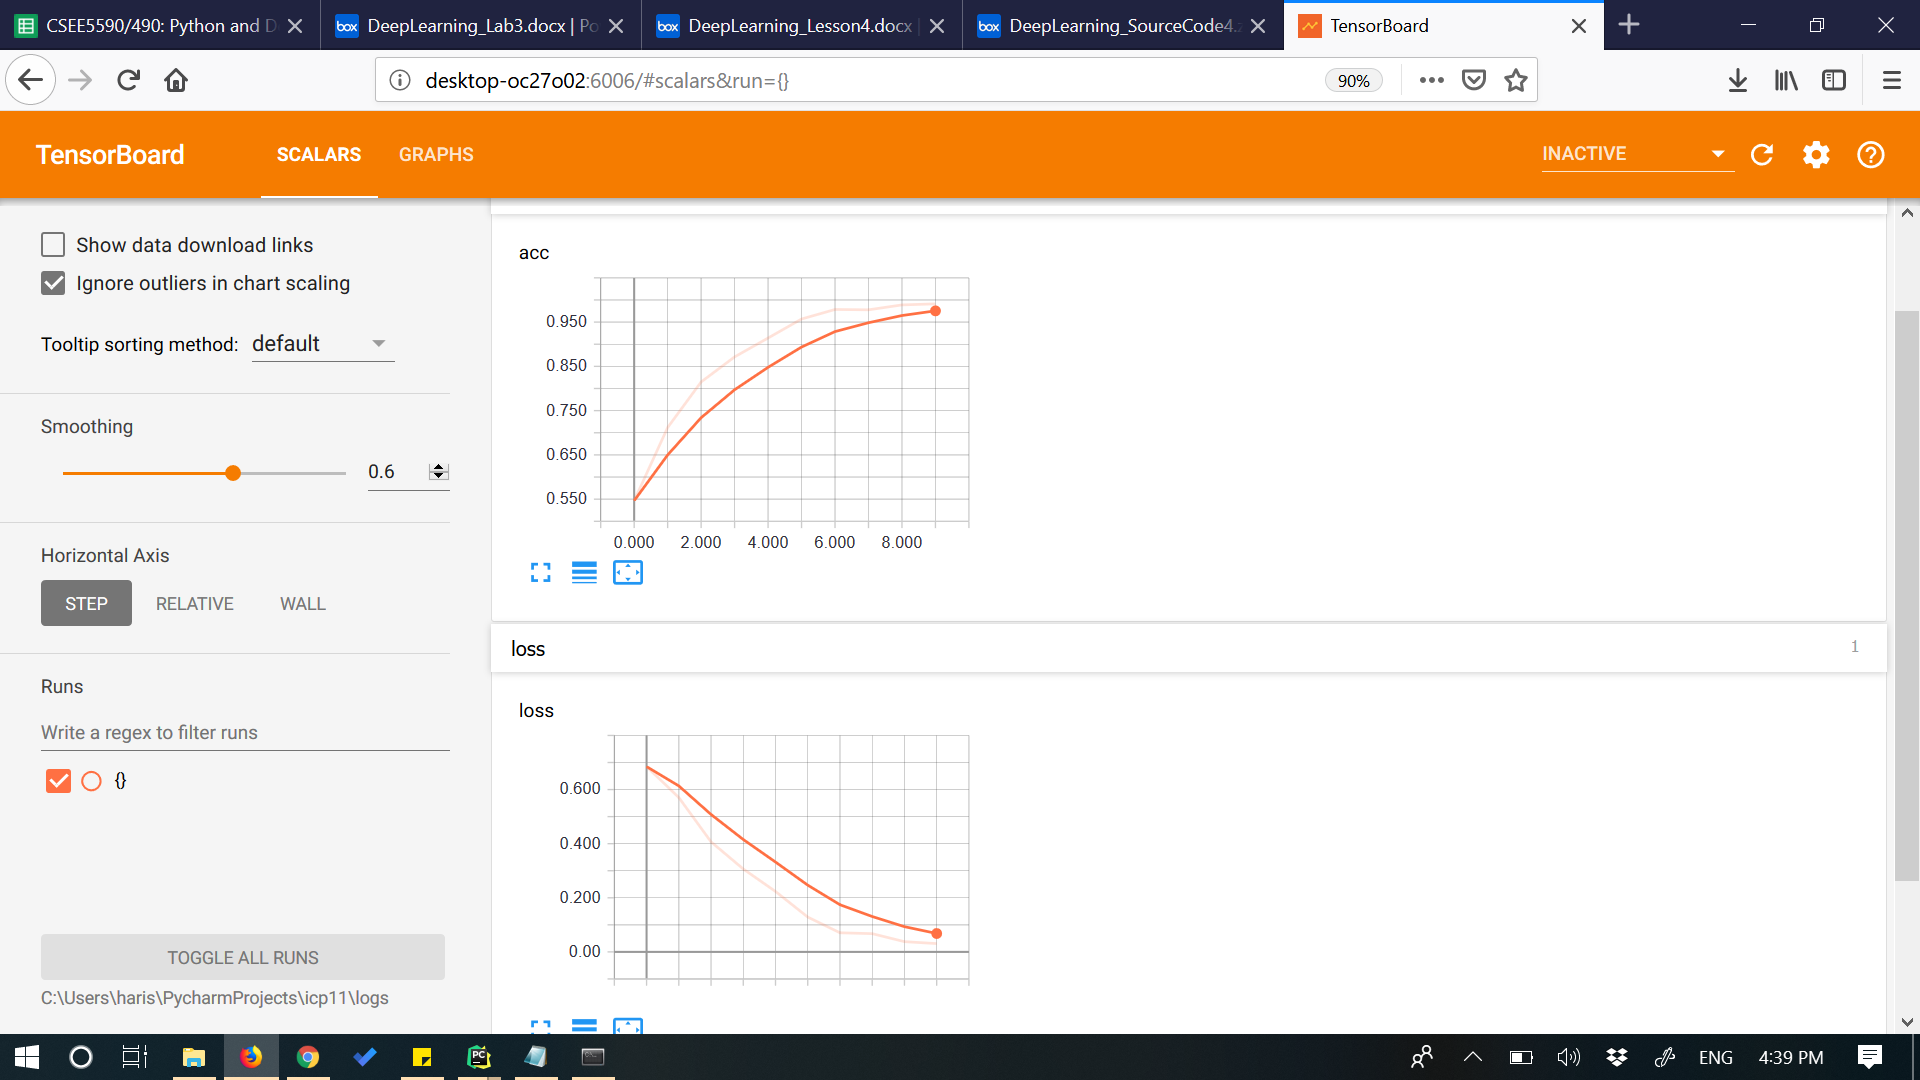 CSEE5590/490: Python and D
DeepLearning_Lab3.docx | Po
DeepLearning_Lesson4.docx |
DeepLearning_SourceCode4.z
TensorBoard
desktop-oc27o02:6006/#scalars&run={}
90%
TensorBoard
SCALARS
GRAPHS
INACTIVE
Show data download links
Ignore outliers in chart scaling
Tooltip sorting method: default
Smoothing
0.6
Horizontal Axis
STEP RELATIVE WALL
Runs
Write a regex to filter runs
{}
TOGGLE ALL RUNS
C:\Users\haris\PycharmProjects\icp11\logs
acc
0.950
0.850
0.750
0.650
0.550
0.000 2.000 4.000 6.000 8.000
loss 1
loss
0.600
0.400
0.200
0.00
ENG 4:39 PM